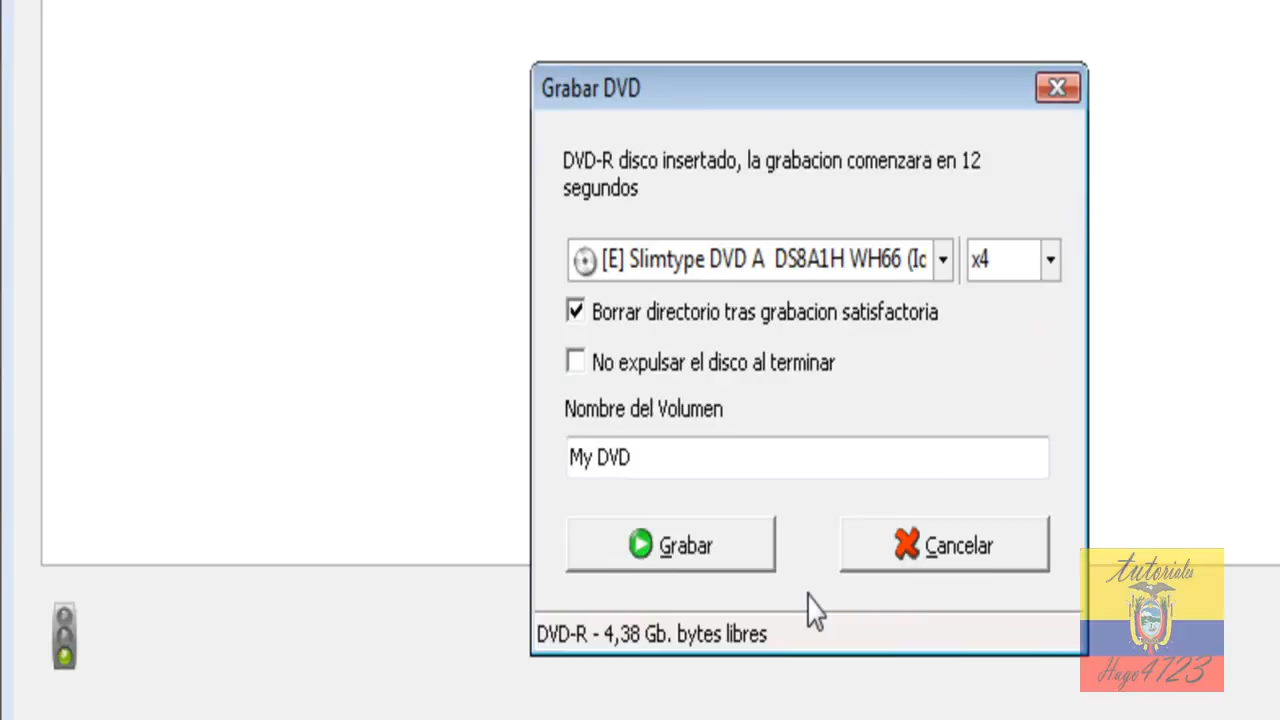 Grabar DVD
DVD-R disco insertado, la grabacion comenzara en 12
segundos
[E] Slimtype DVD A DS8A1H WH66 (Ic
x4
Borrar directorio tras grabacion satisfactoria
No expulsar el disco al terminar
Nombre del Volumen
My DVD
Grabar
Cancelar
DVD-R - 4,38 Gb. bytes libres
tutoriales
Hugo4723